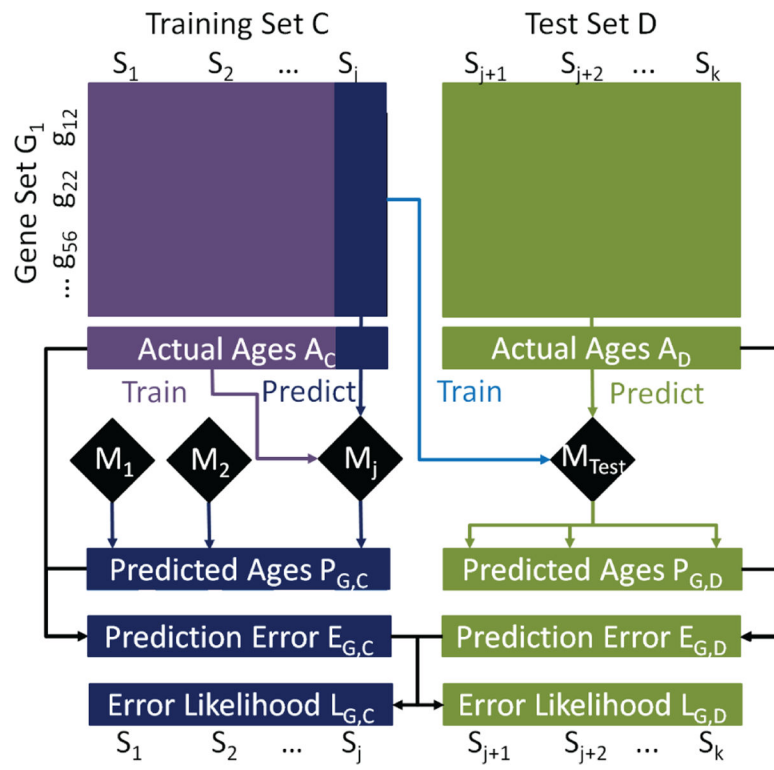 Training Set C Test Set D
S1 S2 ... Sj Sj+1 Sj+2 ... Sk
Gene Set G1
... g56 g22 g12
Actual Ages AC Actual Ages AD
Train Predict Train Predict
M1 M2 Mj MTest
Predicted Ages PG,C Predicted Ages PG,D
Prediction Error EG,C Prediction Error EG,D
Error Likelihood LG,C Error Likelihood LG,D
S1 S2 ... Sj Sj+1 Sj+2 ... Sk